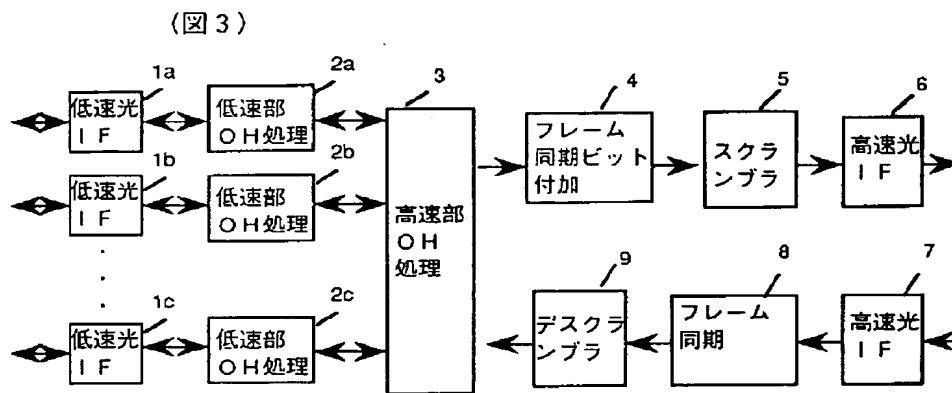 (図3)
1a
低速光
IF
2a
低速部
OH処理
1b
低速光
IF
2b
低速部
OH処理
1c
低速光
IF
2c
低速部
OH処理
3
高速部
OH
処理
4
フレーム
同期ビット
付加
5
スクラ
ンブラ
6
高速光
IF
9
デスクラ
ンブラ
8
フレーム
同期
7
高速光
IF